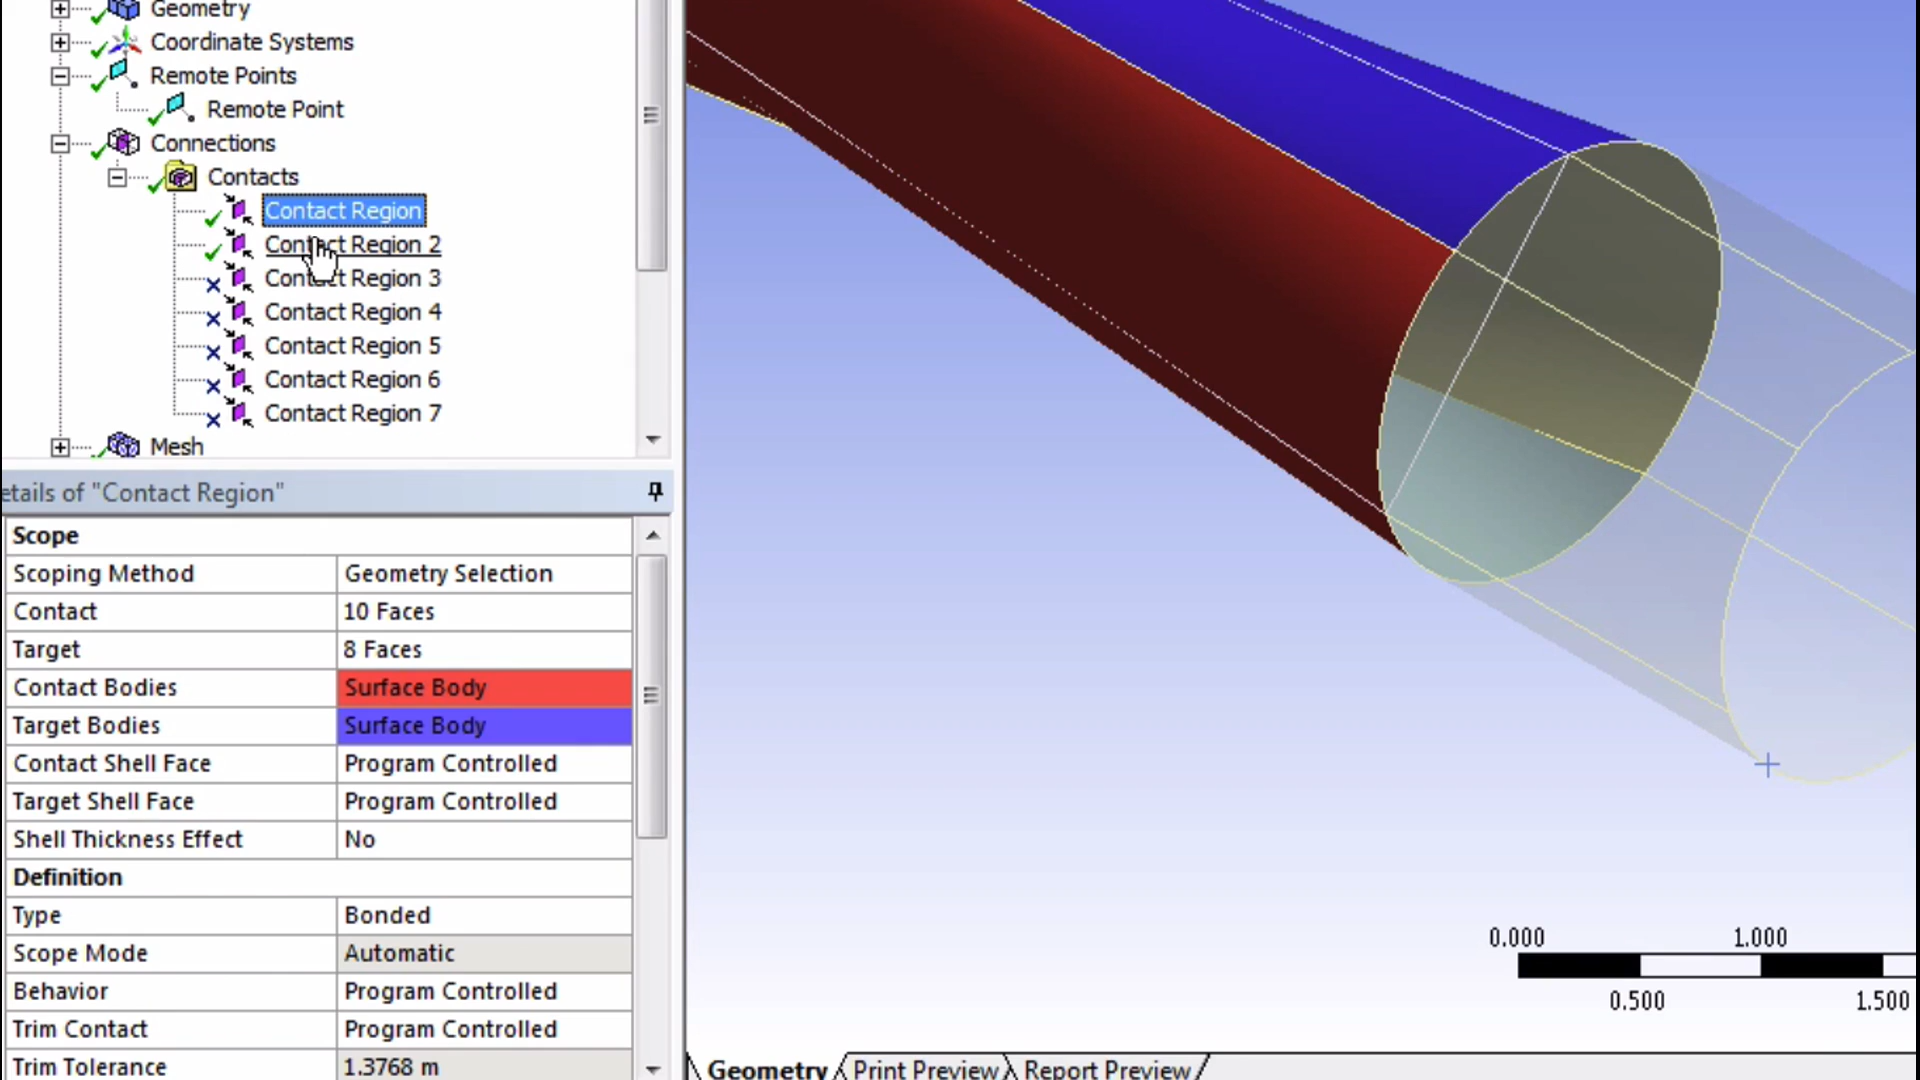 Geometry
Coordinate Systems
Remote Points
Remote Point
Connections
Contacts
Contact Region
Contact Region 2
Contact Region 3
Contact Region 4
Contact Region 5
Contact Region 6
Contact Region 7
Mesh
etails of "Contact Region"
Scope
Scoping Method Geometry Selection
Contact 10 Faces
Target 8 Faces
Contact Bodies Surface Body
Target Bodies Surface Body
Contact Shell Face Program Controlled
Target Shell Face Program Controlled
Shell Thickness Effect No
Definition
Type Bonded
Scope Mode Automatic
Behavior Program Controlled
Trim Contact Program Controlled
Trim Tolerance 1.3768 m
0.000 1.000
0.500 1.500
Geometry Print Preview Report Preview